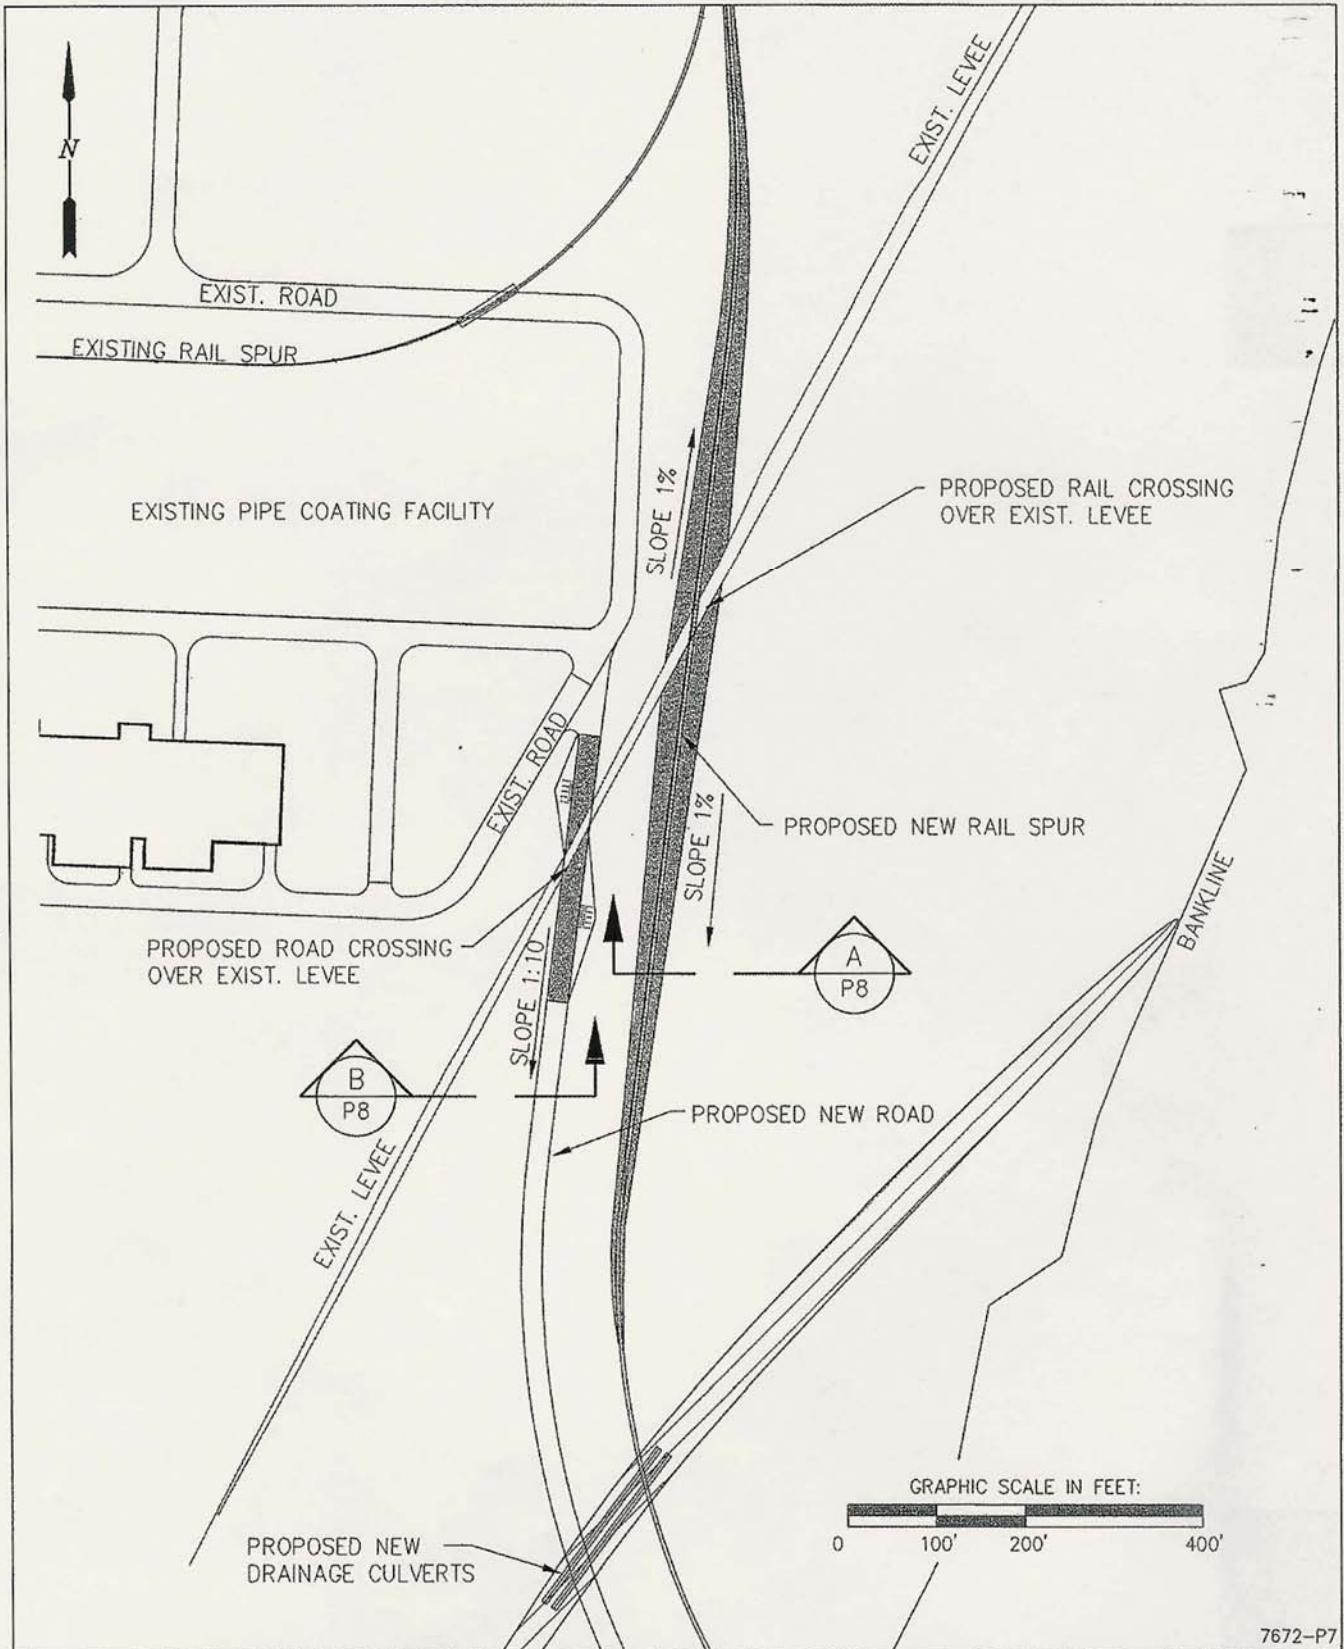 EXIST. LEVEE
N
EXIST. ROAD
EXISTING RAIL SPUR
SLOPE 1%
EXISTING PIPE COATING FACILITY
PROPOSED RAIL CROSSING
OVER EXIST. LEVEE
EXIST. ROAD
SLOPE 1%
PROPOSED NEW RAIL SPUR
BANKLINE
PROPOSED ROAD CROSSING
OVER EXIST. LEVEE
SLOPE 1:10
A
P8
B
P8
PROPOSED NEW ROAD
EXIST. LEVEE
GRAPHIC SCALE IN FEET:
0 100' 200' 400'
PROPOSED NEW
DRAINAGE CULVERTS
7672-P7